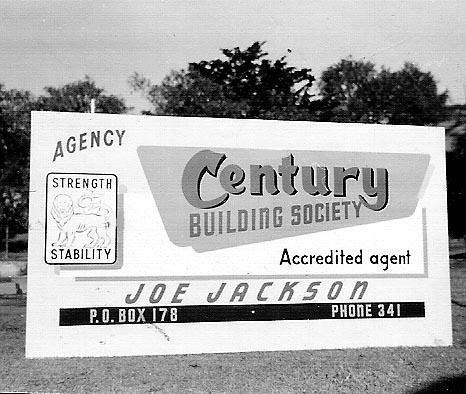 AGENCY
STRENGTH
STABILITY
Century
BUILDING SOCIETY
Accredited agent
JOE JACKSON
P.O. BOX 178 PHONE 341